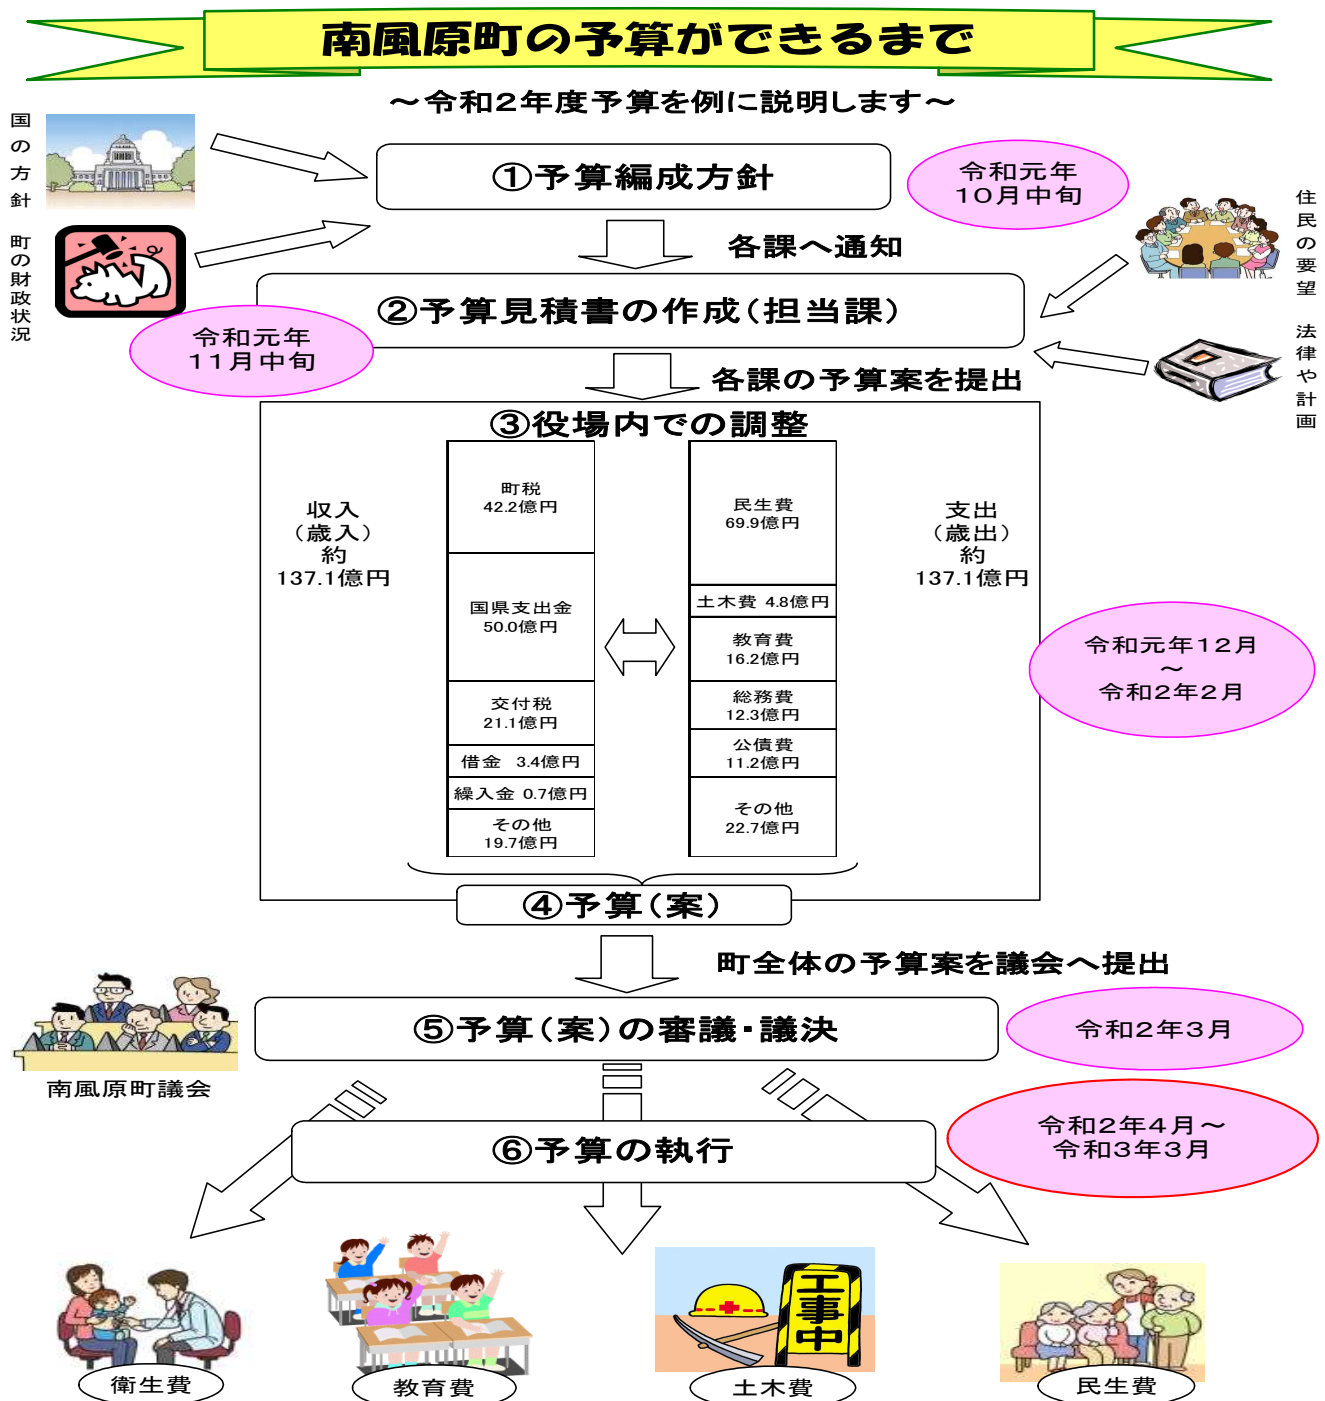 南風原町の予算ができるまで
～令和２年度予算を例に説明します～
国の方針
町の財政状況
①予算編成方針
令和元年
１０月中旬
各課へ通知
住民の要望
法律や計画
②予算見積書の作成（担当課）
令和元年
１１月中旬
各課の予算案を提出
③役場内での調整
収入
（歳入）
約
137.1億円
町税
42.2億円
国県支出金
50.0億円
交付税
21.1億円
借金 3.4億円
繰入金 0.7億円
その他
19.7億円
民生費
69.9億円
土木費 4.8億円
教育費
16.2億円
総務費
12.3億円
公債費
11.2億円
その他
22.7億円
支出
（歳出）
約
137.1億円
令和元年１２月
～
令和２年２月
④予算（案）
町全体の予算案を議会へ提出
⑤予算（案）の審議・議決
令和２年３月
南風原町議会
⑥予算の執行
令和２年４月～
令和３年３月
工事中
衛生費
教育費
土木費
民生費